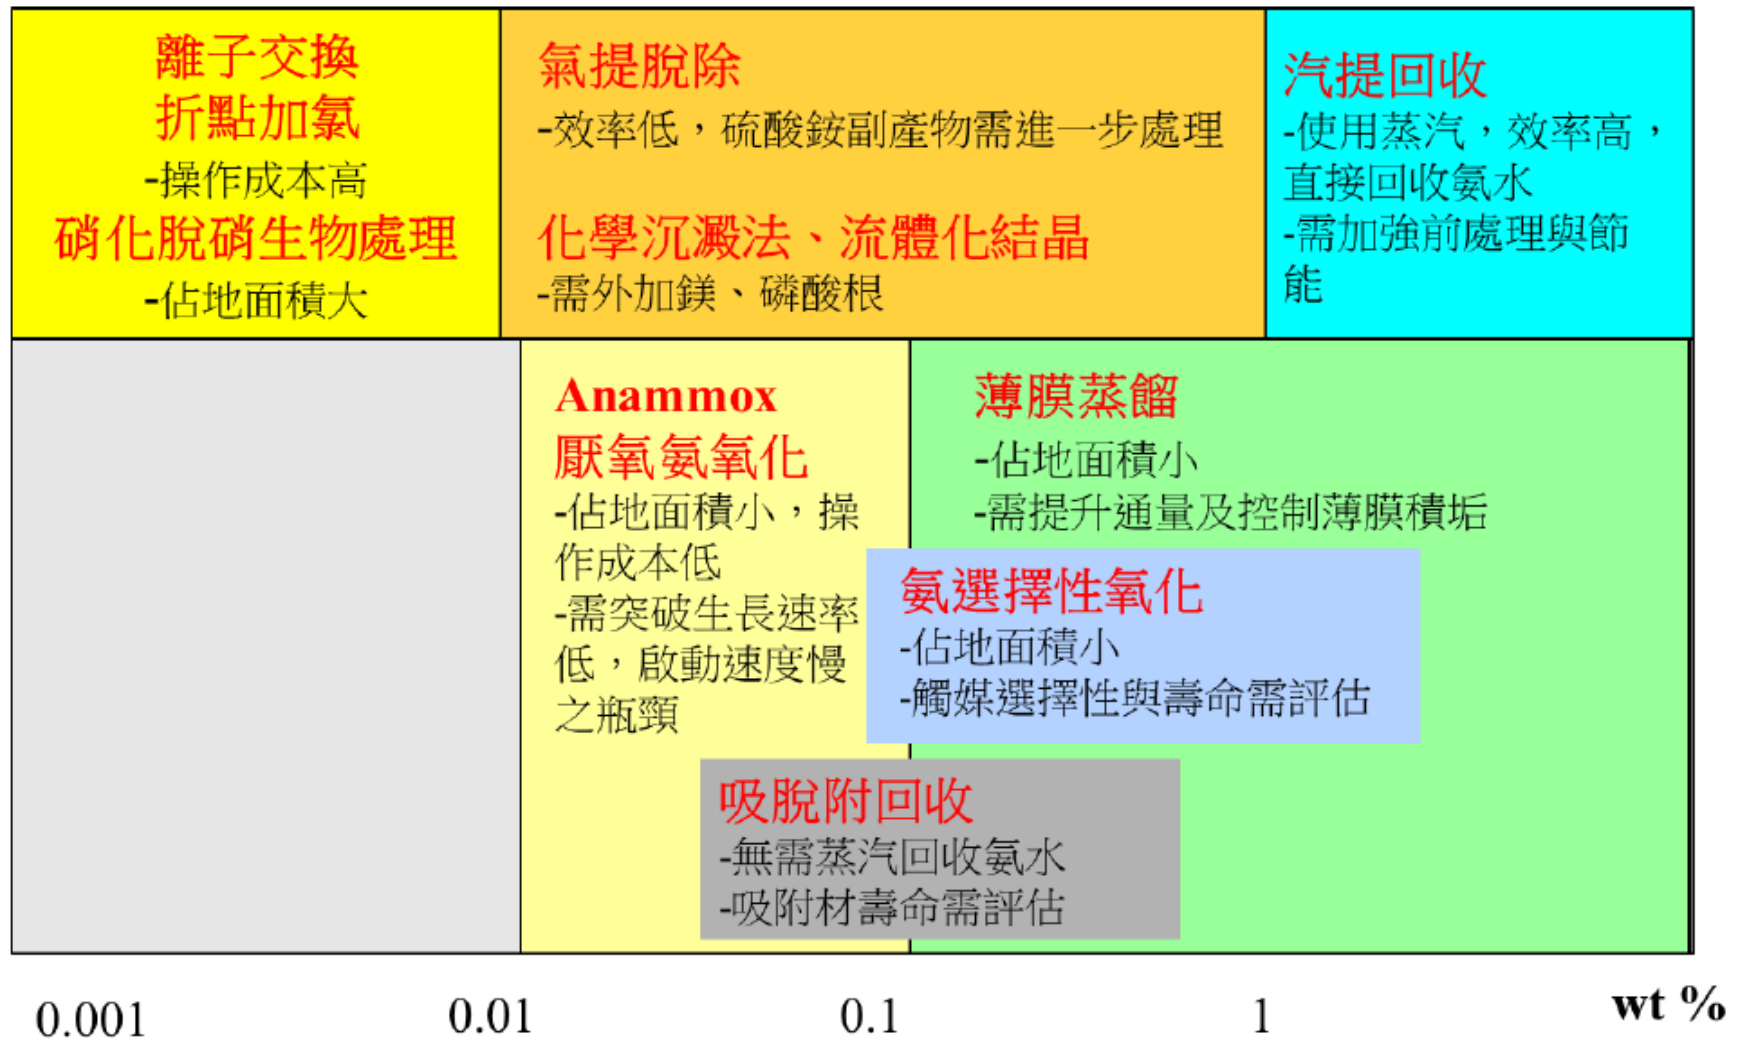 離子交換
折點加氯
-操作成本高
硝化脫硝生物處理
-佔地面積大
氣提脫除
-效率低，硫酸銨副產物需進一步處理
化學沉澱法、流體化結晶
-需外加鎂、磷酸根
汽提回收
-使用蒸汽，效率高，
直接回收氨水
-需加強前處理與節
能
Anammox
厭氧氨氧化
-佔地面積小，操
作成本低
-需突破生長速率
低，啟動速度慢
之瓶頸
薄膜蒸餾
-佔地面積小
-需提升通量及控制薄膜積垢
氨選擇性氧化
-佔地面積小
-觸媒選擇性與壽命需評估
吸脫附回收
-無需蒸汽回收氨水
-吸附材壽命需評估
0.001 0.01 0.1 1 wt %